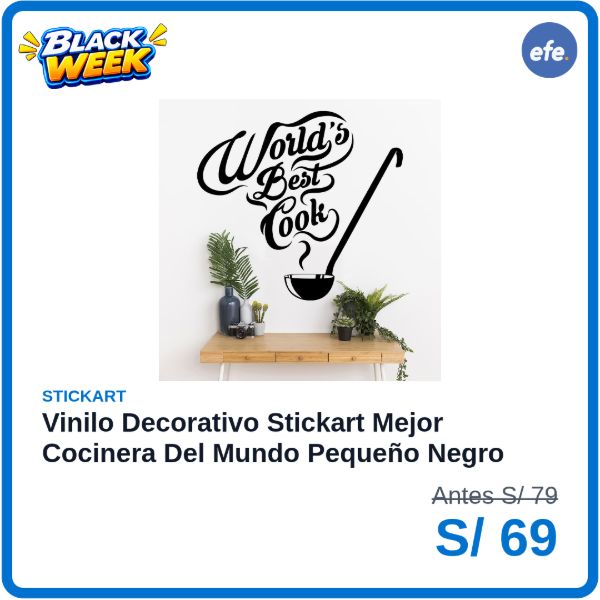 BLACK
WEEK
efe.
World's
Best
Cook
STICKART
Vinilo Decorativo Stickart Mejor
Cocinera Del Mundo Pequeño Negro
Antes S/ 79
S/ 69